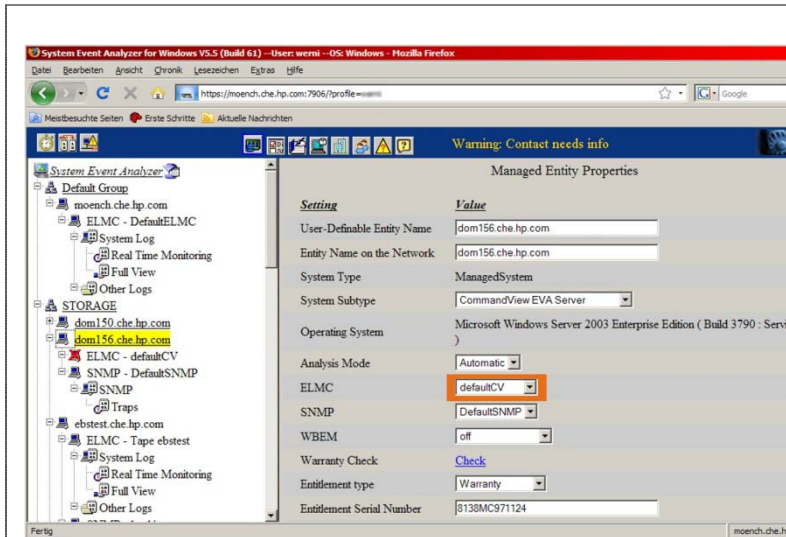 System Event Analyzer for Windows V5.5 (Build 61) --User: werni --OS: Windows - Mozilla Firefox
Datei Bearbeiten Ansicht Chronik Lesezeichen Extras Hilfe
https://moench.che.hp.com:7906/?profile=
Google
Meistbesuchte Seiten Erste Schritte Aktuelle Nachrichten
Warning: Contact needs info
System Event Analyzer
Default Group
moench.che.hp.com
ELMC - DefaultELMC
System Log
Real Time Monitoring
Full View
Other Logs
STORAGE
dom150.che.hp.com
dom156.che.hp.com
ELMC - defaultCV
SNMP - DefaultSNMP
SNMP
Traps
ebstest.che.hp.com
ELMC - Tape ebstest
System Log
Real Time Monitoring
Full View
Other Logs
Managed Entity Properties
Setting Value
User-Definable Entity Name dom156.che.hp.com
Entity Name on the Network dom156.che.hp.com
System Type ManagedSystem
System Subtype CommandView EVA Server
Operating System Microsoft Windows Server 2003 Enterprise Edition ( Build 3790 : Servi
)
Analysis Mode Automatic
ELMC defaultCV
SNMP DefaultSNMP
WBEM off
Warranty Check Check
Entitlement type Warranty
Entitlement Serial Number 8138MC971124
Fertig moench.che.h